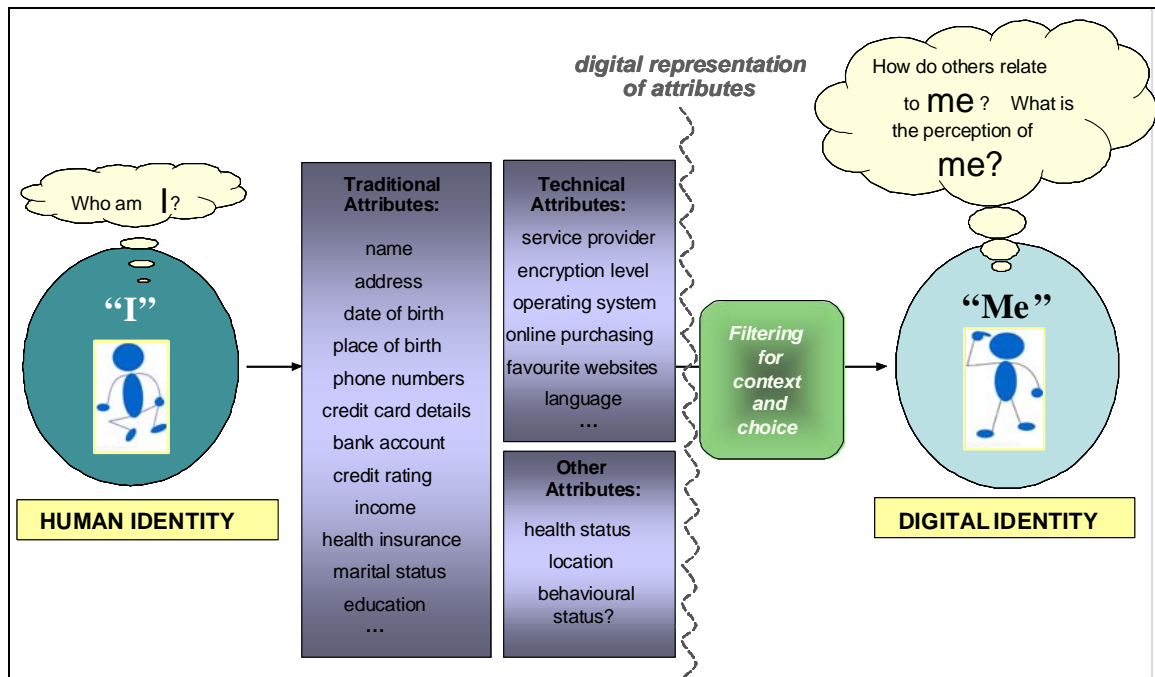 Who am I?
“I”
HUMAN IDENTITY
Traditional
Attributes:
name
address
date of birth
place of birth
phone numbers
credit card details
bank account
credit rating
income
health insurance
marital status
education
…
Technical
Attributes:
service provider
encryption level
operating system
online purchasing
favourite websites
language
…
Other
Attributes:
health status
location
behavioural
status?
digital representation
of attributes
Filtering
for
context
and
choice
How do others relate
to me? What is
the perception of
me?
“Me”
DIGITAL IDENTITY